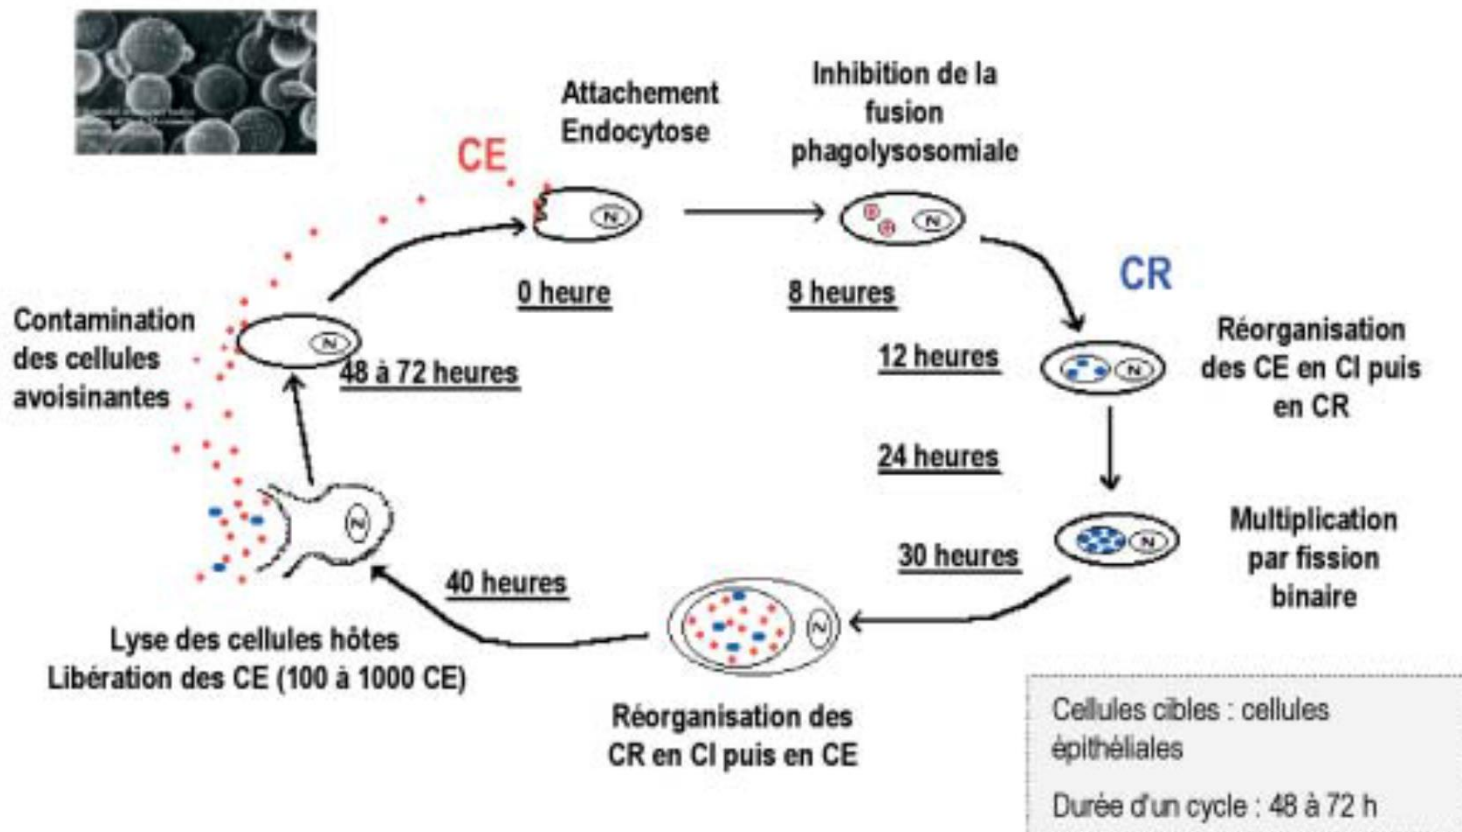 Attachement
Endocytose
Inhibition de la
fusion
phagolysosomiale
CE
N
N
0 heure
8 heures
CR
Contamination
des cellules
avoisinantes
N
48 à 72 heures
12 heures
N
Réorganisation
des CE en CI puis
en CR
24 heures
N
Multiplication
par fission
binaire
30 heures
N
40 heures
N
Lyse des cellules hôtes
Libération des CE (100 à 1000 CE)
Réorganisation des
CR en CI puis en CE
Cellules cibles : cellules
épithéliales
Durée d'un cycle : 48 à 72 h